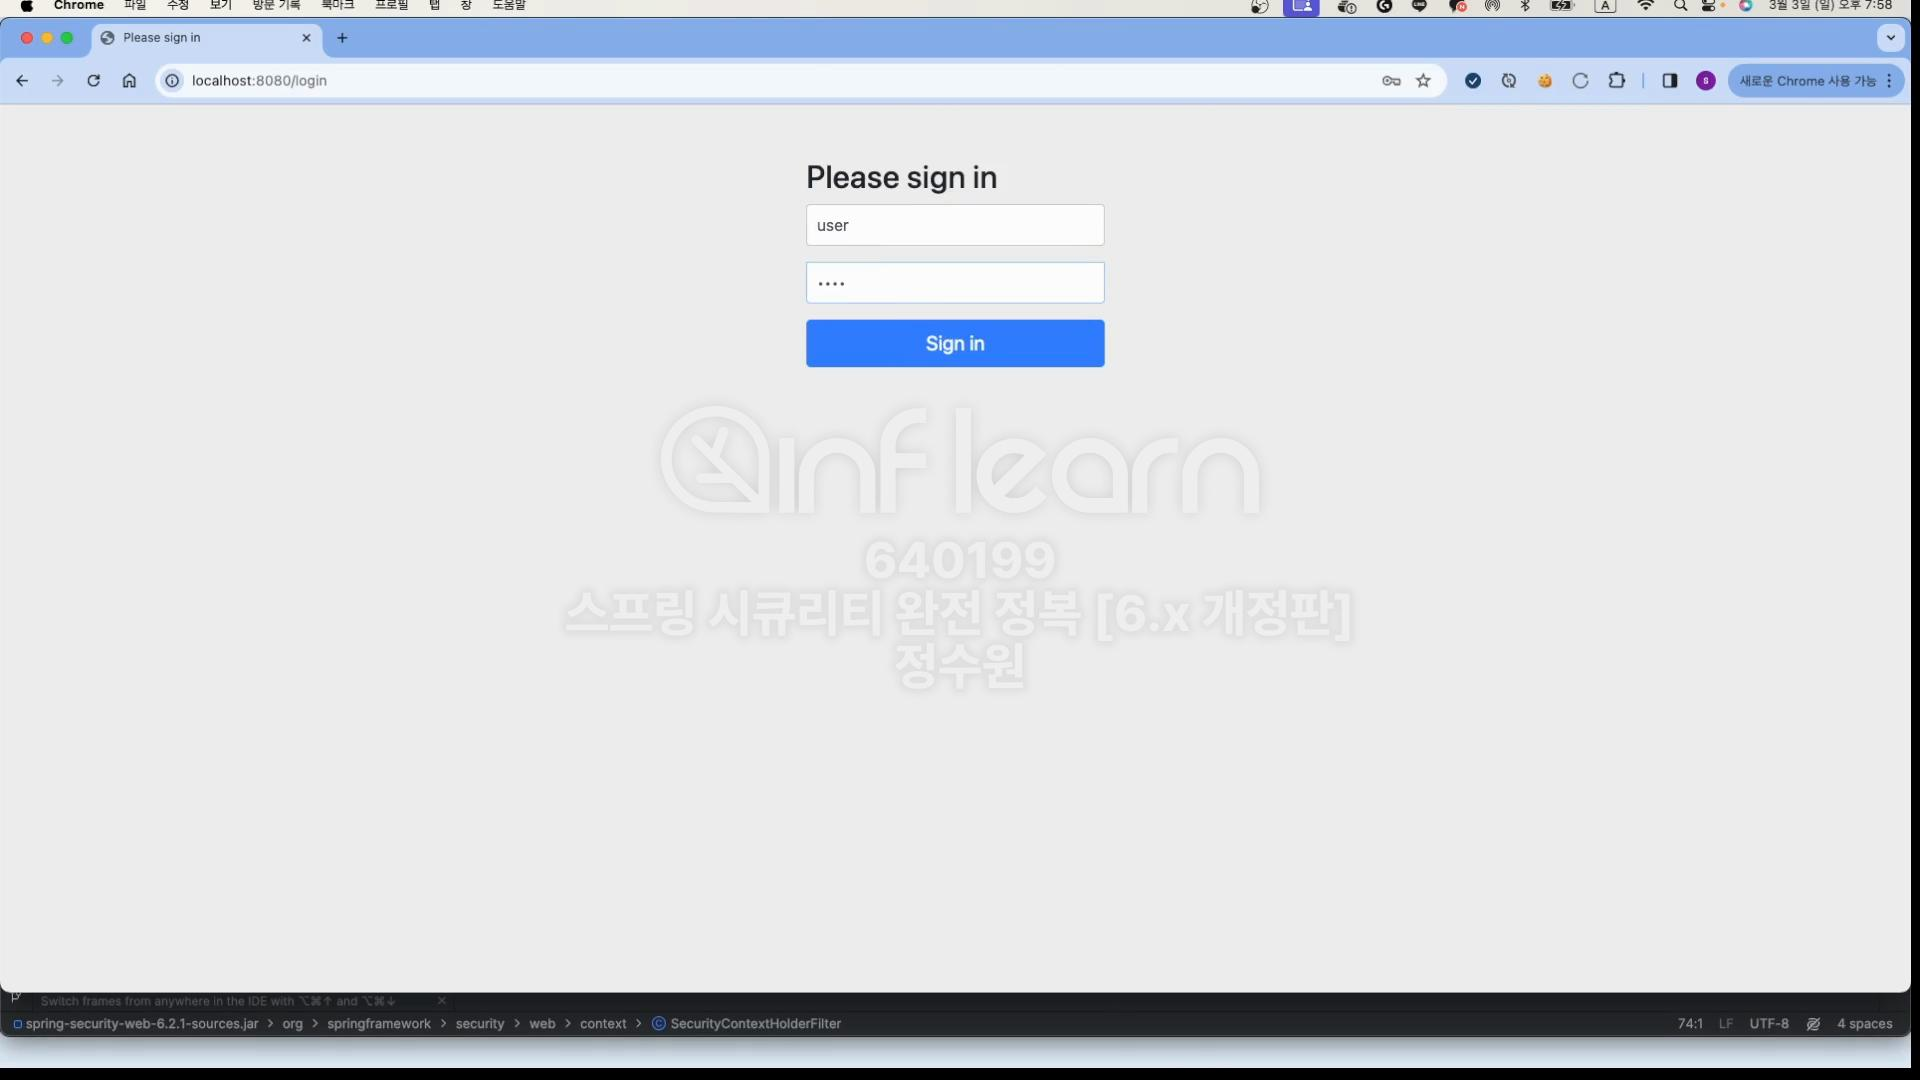 Chrome 파일 수정 보기 방문 기록 북마크 프로필 탭 창 도움말 3월 3일 (일) 오후 7:58
Please sign in
localhost:8080/login
새로운 Chrome 사용 가능
Please sign in
user
••••
Sign in
inflearn
640199
스프링 시큐리티 완전 정복 [6.x 개정판]
정수원
Switch frames from anywhere in the IDE with ⌥⌘↑ and ⌥⌘↓
spring-security-web-6.2.1-sources.jar > org > springframework > security > web > context > SecurityContextHolderFilter 74:1 LF UTF-8 4 spaces